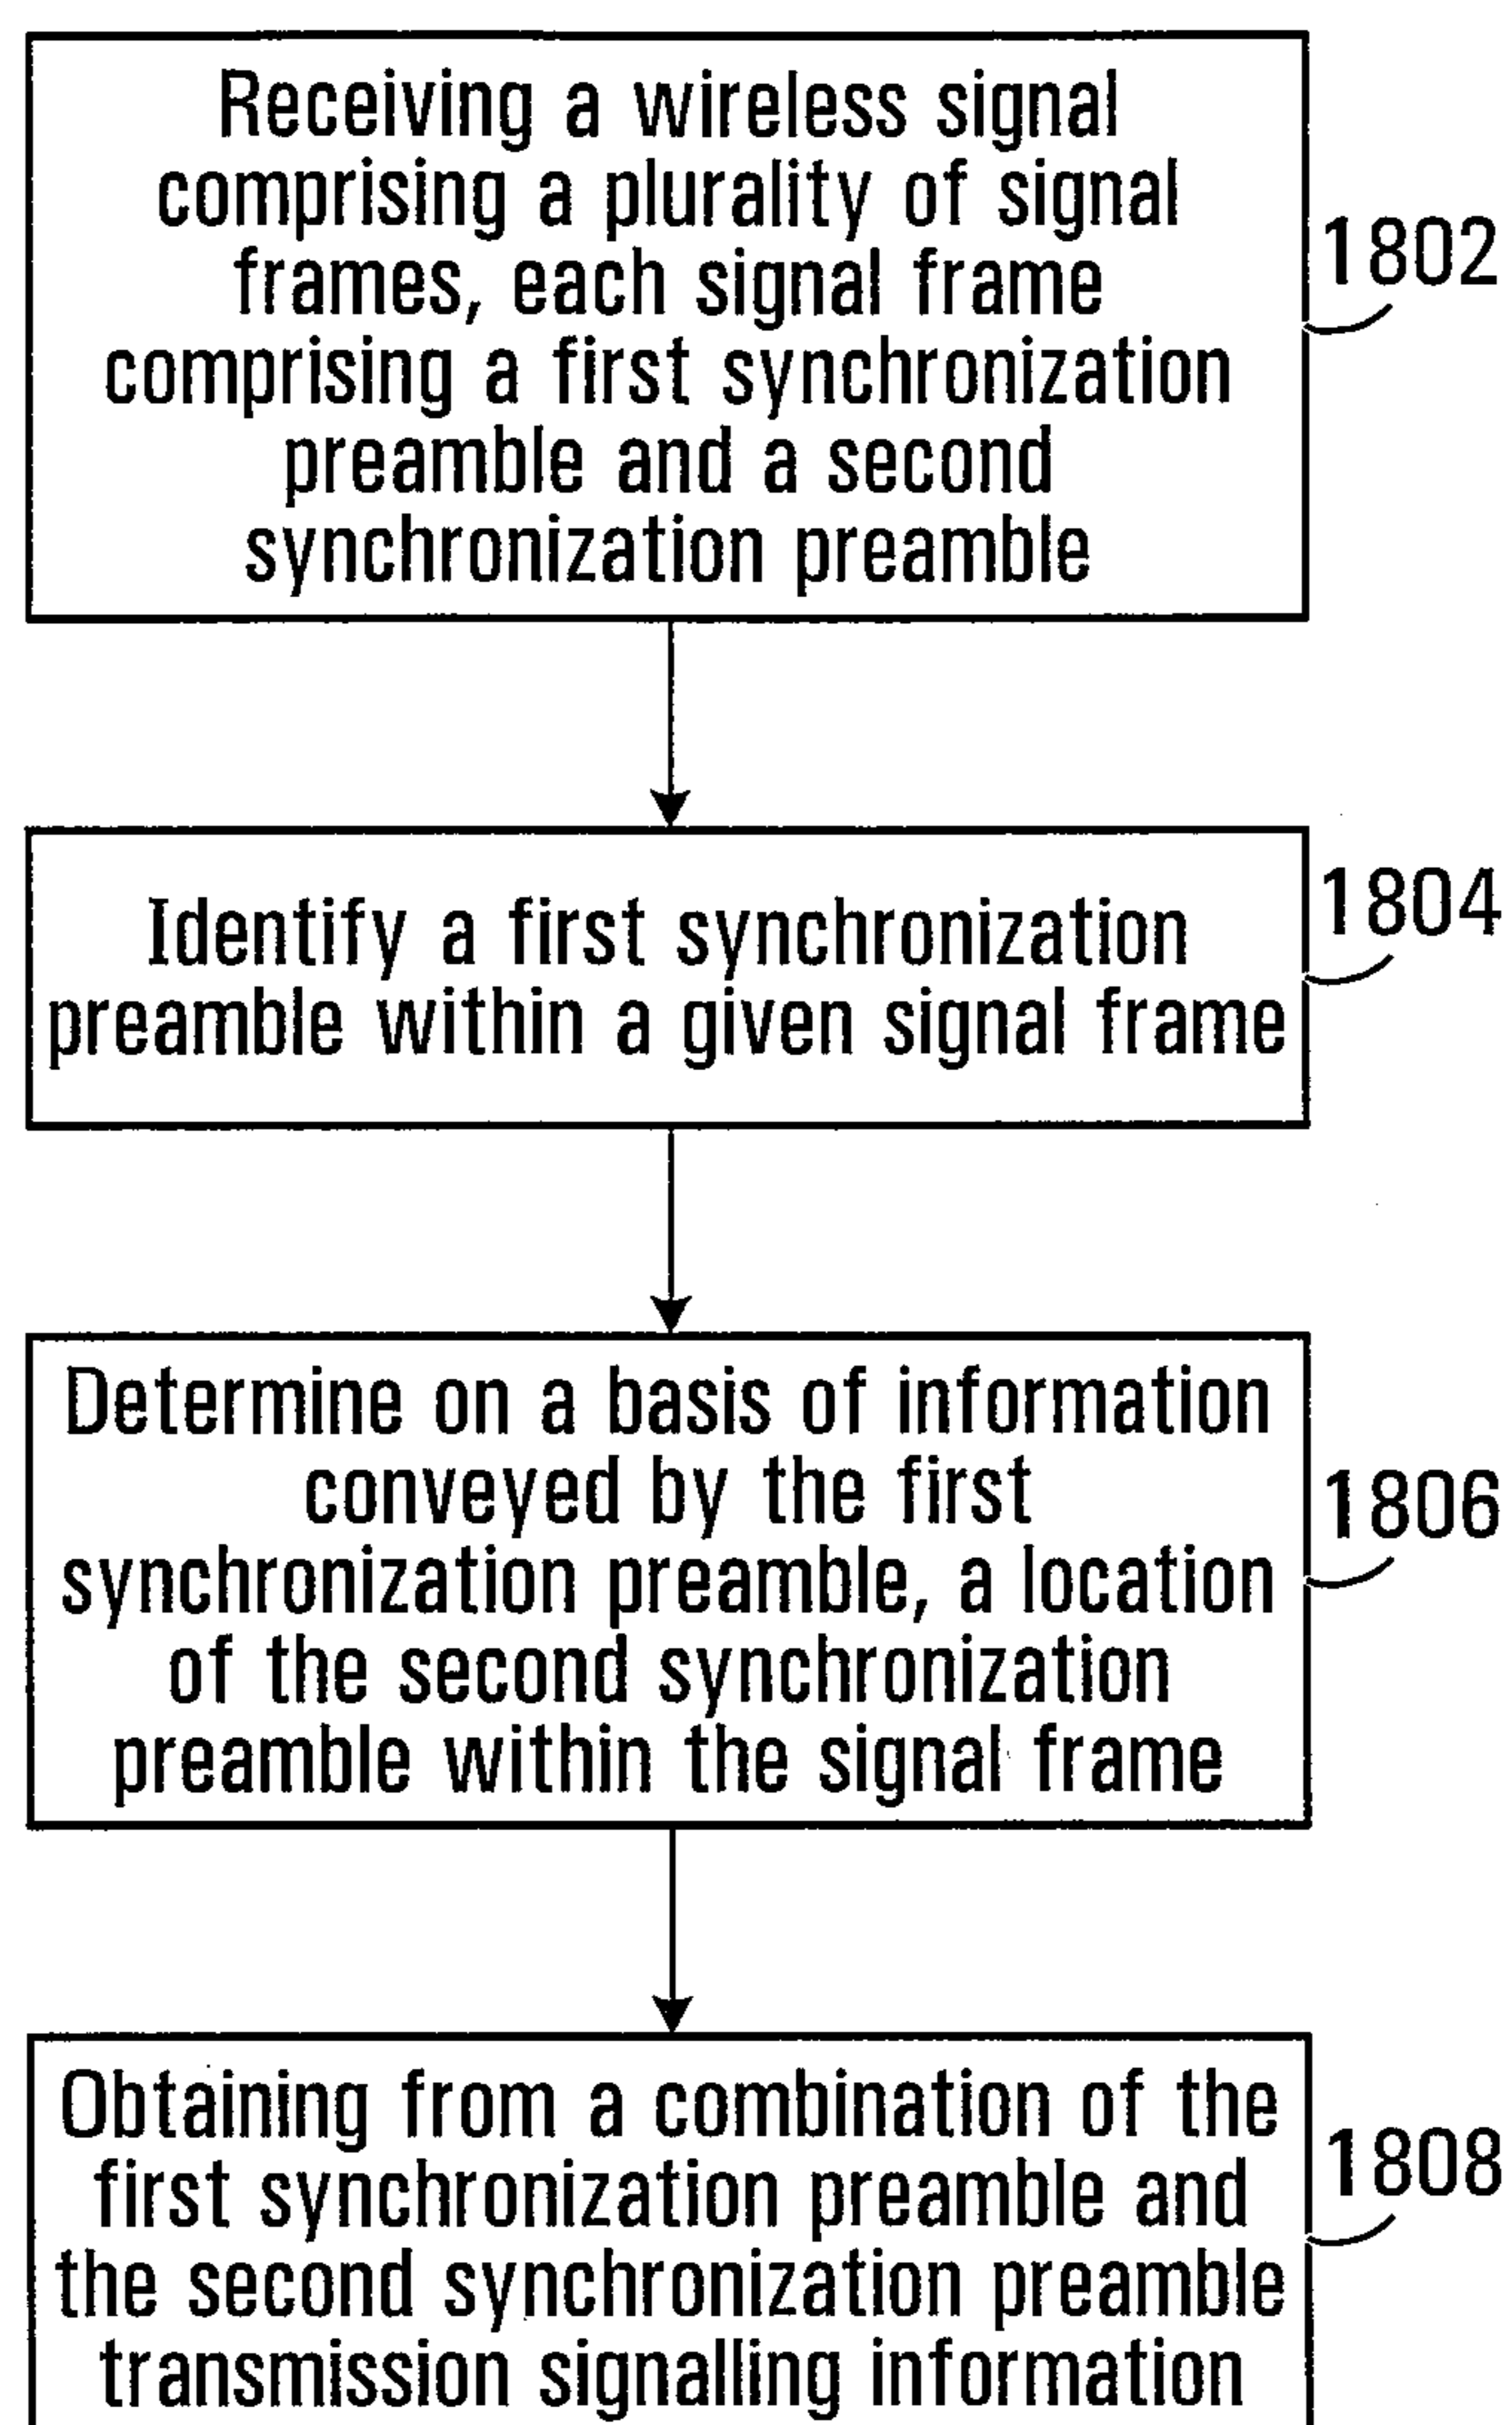 Receiving a wireless signal
comprising a plurality of signal
frames, each signal frame
comprising a first synchronization
preamble and a second
synchronization preamble
1802
Identify a first synchronization
preamble within a given signal frame
1804
Determine on a basis of information
conveyed by the first
synchronization preamble, a location
of the second synchronization
preamble within the signal frame
1806
Obtaining from a combination of the
first synchronization preamble and
the second synchronization preamble
transmission signalling information
1808